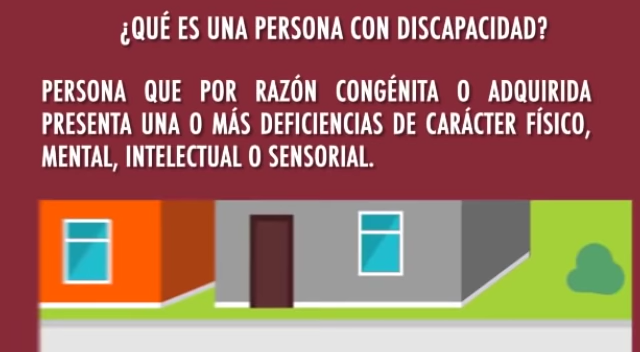 ¿QUÉ ES UNA PERSONA CON DISCAPACIDAD?
PERSONA QUE POR RAZÓN CONGÉNITA O ADQUIRIDA
PRESENTA UNA O MÁS DEFICIENCIAS DE CARÁCTER FÍSICO,
MENTAL, INTELECTUAL O SENSORIAL.